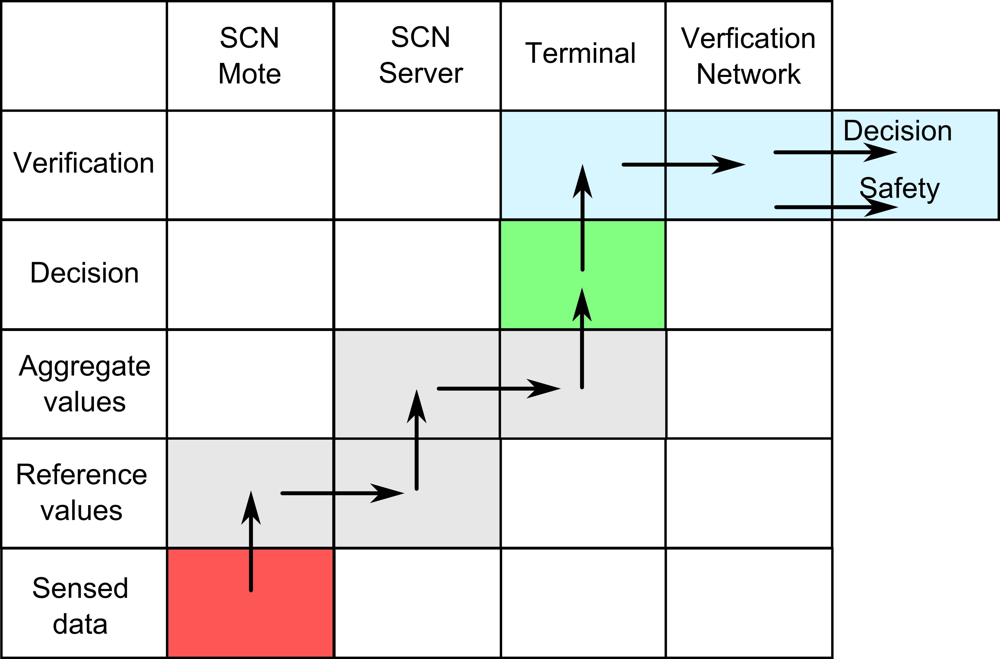 SCN
Mote
SCN
Server
Terminal
Verfication
Network
Verification
Decision
Safety
Decision
Aggregate
values
Reference
values
Sensed
data